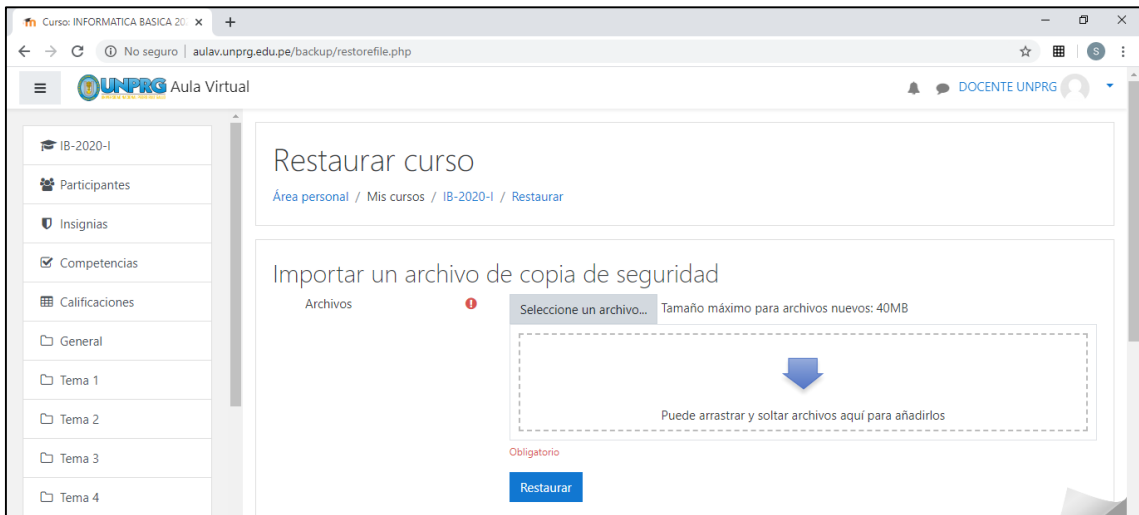 Curso: INFORMATICA BASICA 20
No seguro | aulav.unprg.edu.pe/backup/restorefile.php
S
UNPRG Aula Virtual
DOCENTE UNPRG
IB-2020-I
Participantes
Insignias
Competencias
Calificaciones
General
Tema 1
Tema 2
Tema 3
Tema 4
Restaurar curso
Área personal / Mis cursos / IB-2020-I / Restaurar
Importar un archivo de copia de seguridad
Archivos
Seleccione un archivo... Tamaño máximo para archivos nuevos: 40MB
Puede arrastrar y soltar archivos aquí para añadirlos
Obligatorio
Restaurar